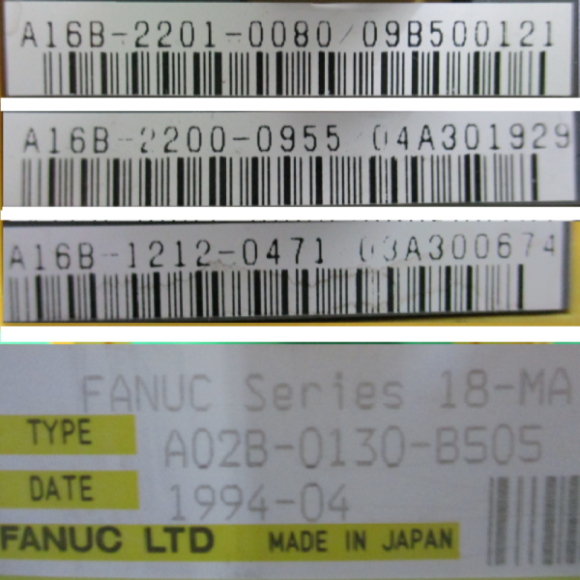 A16B-2201-0080/09B500121
A16B-2200-0955 04A301929
A16B-1212-0471 03A300674
FANUC Series 18-MA
TYPE A02B-0130-B505
DATE 1994-04
FANUC LTD MADE IN JAPAN